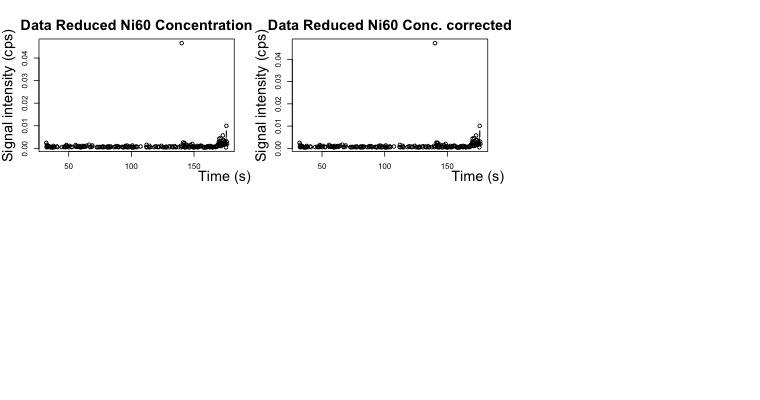 Data Reduced Ni60 Concentration
Signal intensity (cps)
0.00 0.01 0.02 0.03 0.04
50 100 150
Time (s)
Data Reduced Ni60 Conc. corrected
Signal intensity (cps)
0.00 0.01 0.02 0.03 0.04
50 100 150
Time (s)